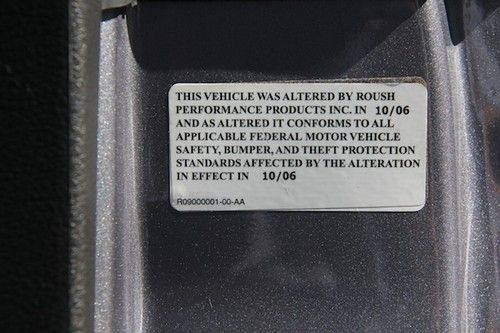 THIS VEHICLE WAS ALTERED BY ROUSH
PERFORMANCE PRODUCTS INC. IN 10/06
AND AS ALTERED IT CONFORMS TO ALL
APPLICABLE FEDERAL MOTOR VEHICLE
SAFETY, BUMPER, AND THEFT PROTECTION
STANDARDS AFFECTED BY THE ALTERATION
IN EFFECT IN 10/06
R09000001-00-AA